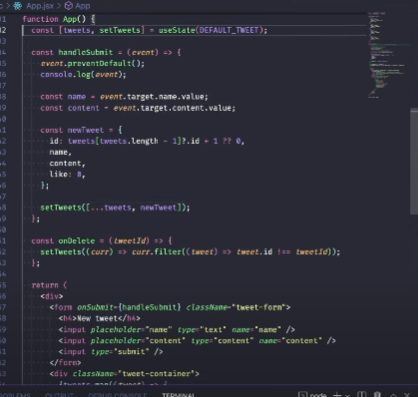 App.jsx > App
function App() {
const [tweets, setTweets] = useState(DEFAULT_TWEET);
const handleSubmit = (event) => {
event.preventDefault();
console.log(event);
const name = event.target.name.value;
const content = event.target.content.value;
const newTweet = {
id: tweets[tweets.length - 1]?.id + 1 ?? 0,
name,
content,
like: 0,
};
setTweets([...tweets, newTweet]);
};
const onDelete = (tweetId) => {
setTweets((curr) => curr.filter((tweet) => tweet.id !== tweetId));
};
return (
<div>
<form onSubmit={handleSubmit} className="tweet-form">
<h4>New tweet</h4>
<input placeholder="name" type="text" name="name" />
<input placeholder="content" type="content" name="content" />
<input type="submit" />
</form>
<div className="tweet-container">
{tweets.map((tweet) => {
PROBLEMS OUTPUT DEBUG CONSOLE TERMINAL node